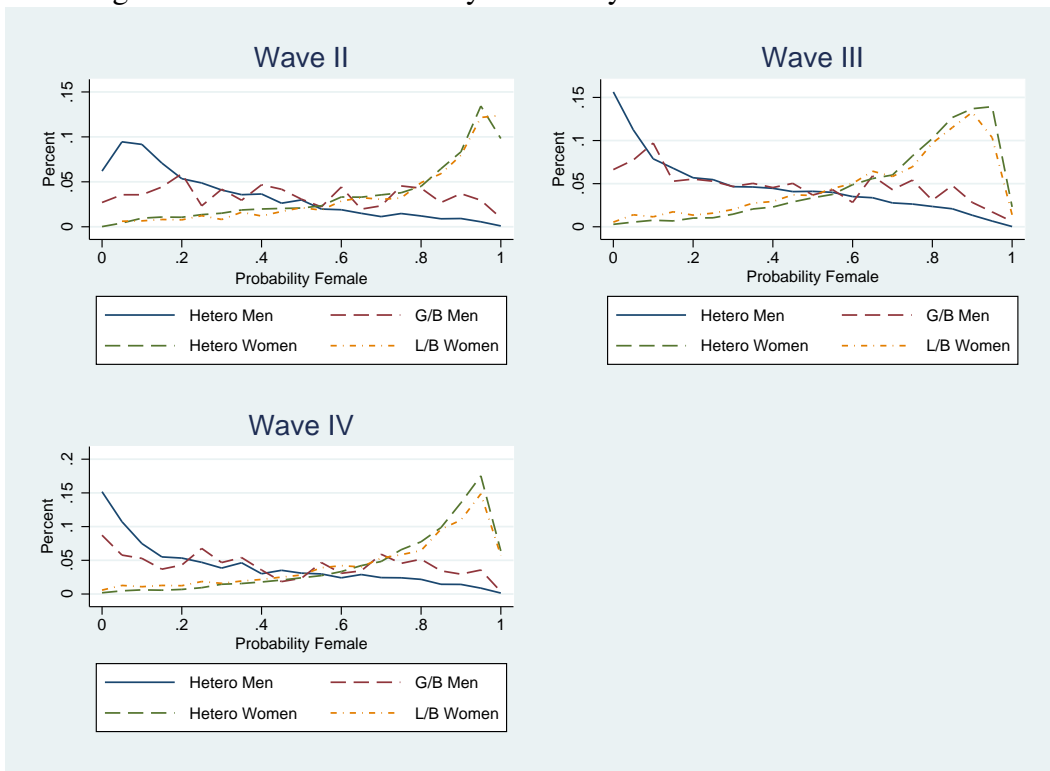 Wave II
Percent
.15
.1
.05
0
0 .2 .4 .6 .8 1
Probability Female
Hetero Men G/B Men
Hetero Women L/B Women
Wave III
Percent
.15
.1
.05
0
0 .2 .4 .6 .8 1
Probability Female
Hetero Men G/B Men
Hetero Women L/B Women
Wave IV
Percent
.2
.15
.1
.05
0
0 .2 .4 .6 .8 1
Probability Female
Hetero Men G/B Men
Hetero Women L/B Women